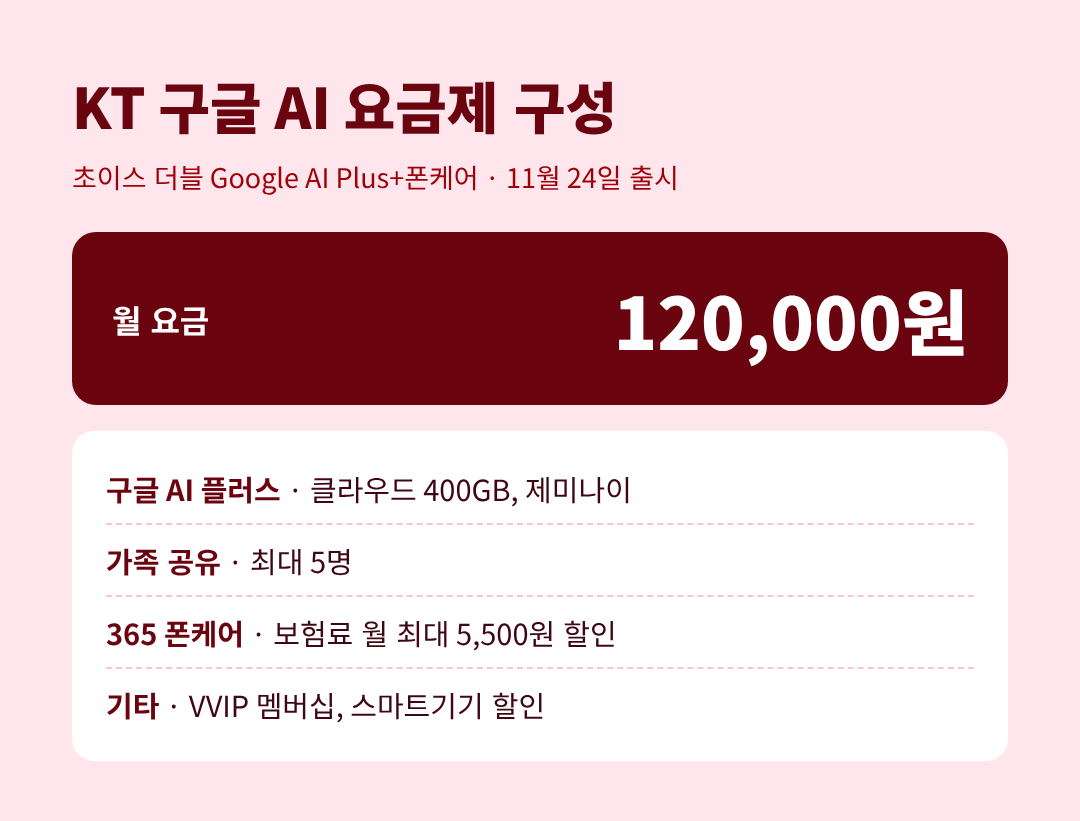 KT 구글 AI 요금제 구성
초이스 더블 Google AI Plus+폰케어 · 11월 24일 출시
월 요금
120,000원
구글 AI 플러스 · 클라우드 400GB, 제미나이
가족 공유 · 최대 5명
365 폰케어 · 보험료 월 최대 5,500원 할인
기타 · VVIP 멤버십, 스마트기기 할인